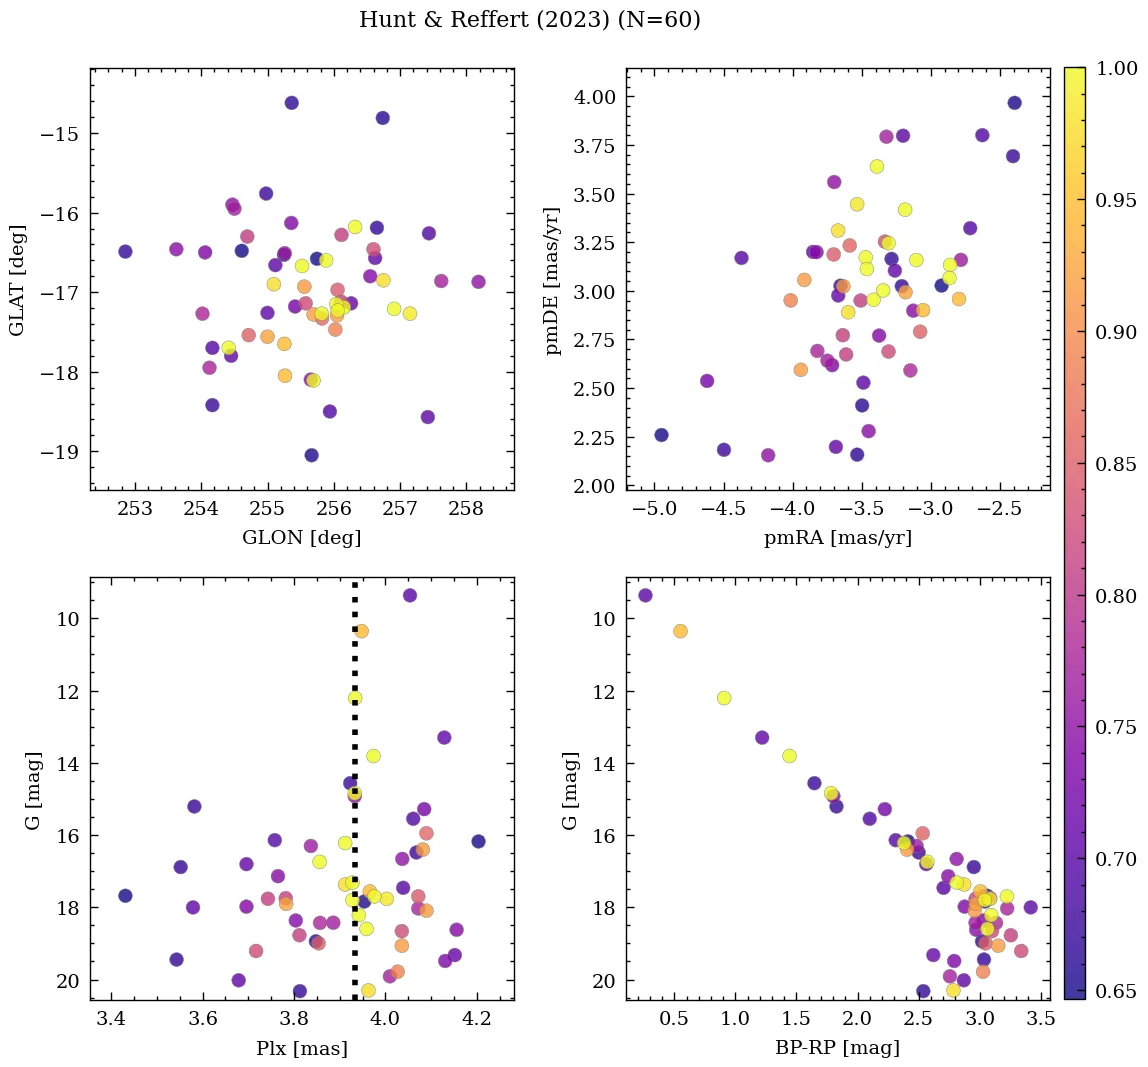 Hunt & Reffert (2023) (N=60)
−15
−16
−17
−18
−19
GLAT [deg]
253 254 255 256 257 258
GLON [deg]
4.00
3.75
3.50
3.25
3.00
2.75
2.50
2.25
2.00
pmDE [mas/yr]
−5.0 −4.5 −4.0 −3.5 −3.0 −2.5
pmRA [mas/yr]
10
12
14
16
18
20
G [mag]
3.4 3.6 3.8 4.0 4.2
Plx [mas]
10
12
14
16
18
20
G [mag]
0.5 1.0 1.5 2.0 2.5 3.0 3.5
BP-RP [mag]
1.00
0.95
0.90
0.85
0.80
0.75
0.70
0.65